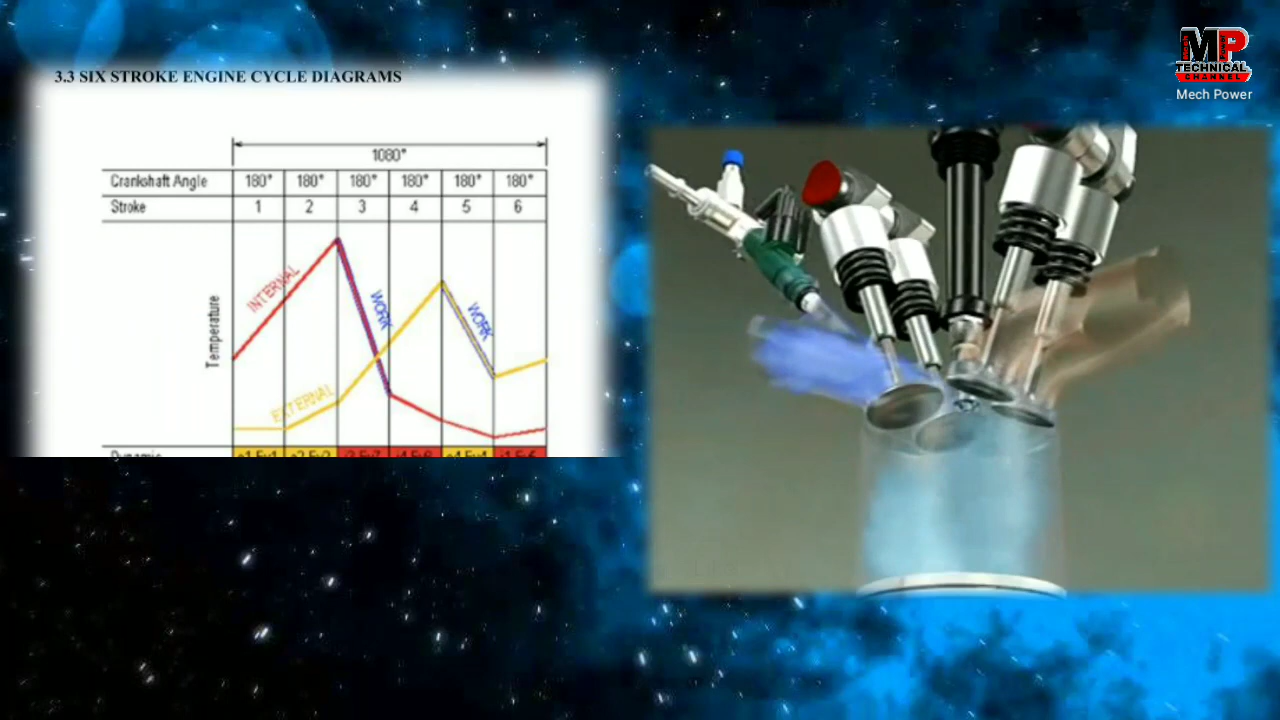 3.3 SIX STROKE ENGINE CYCLE DIAGRAMS
1080°
Crankshaft Angle 180° 180° 180° 180° 180° 180°
Stroke 1 2 3 4 5 6
Temperature
INTERNAL
WORK
WORK
EXTERNAL
MP
TECHNICAL
CHANNEL
Mech Power